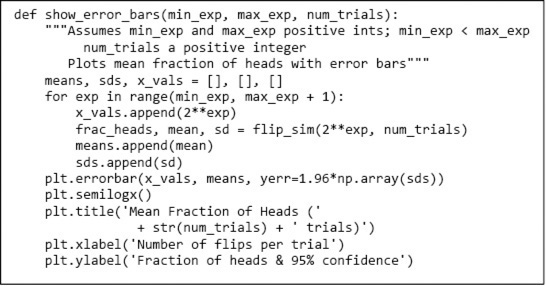 def show_error_bars(min_exp, max_exp, num_trials):
    """Assumes min_exp and max_exp positive ints; min_exp < max_exp
         num_trials a positive integer
       Plots mean fraction of heads with error bars"""
    means, sds, x_vals = [], [], []
    for exp in range(min_exp, max_exp + 1):
        x_vals.append(2**exp)
        frac_heads, mean, sd = flip_sim(2**exp, num_trials)
        means.append(mean)
        sds.append(sd)
    plt.errorbar(x_vals, means, yerr=1.96*np.array(sds))
    plt.semilogx()
    plt.title('Mean Fraction of Heads ('
                + str(num_trials) + ' trials)')
    plt.xlabel('Number of flips per trial')
    plt.ylabel('Fraction of heads & 95% confidence')